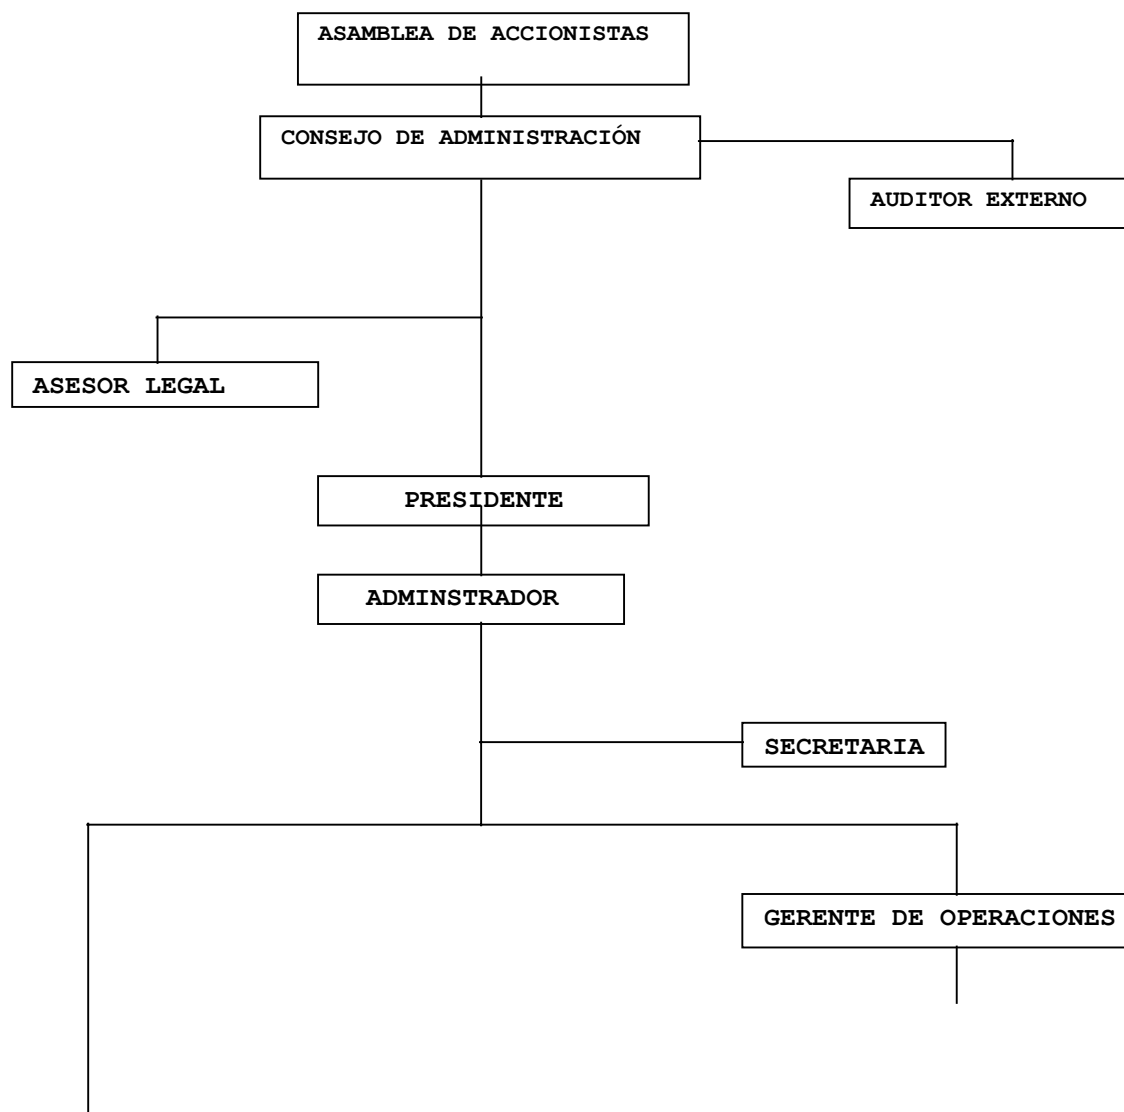 ASAMBLEA DE ACCIONISTAS
CONSEJO DE ADMINISTRACIÓN
AUDITOR EXTERNO
ASESOR LEGAL
PRESIDENTE
ADMINSTRADOR
SECRETARIA
GERENTE DE OPERACIONES